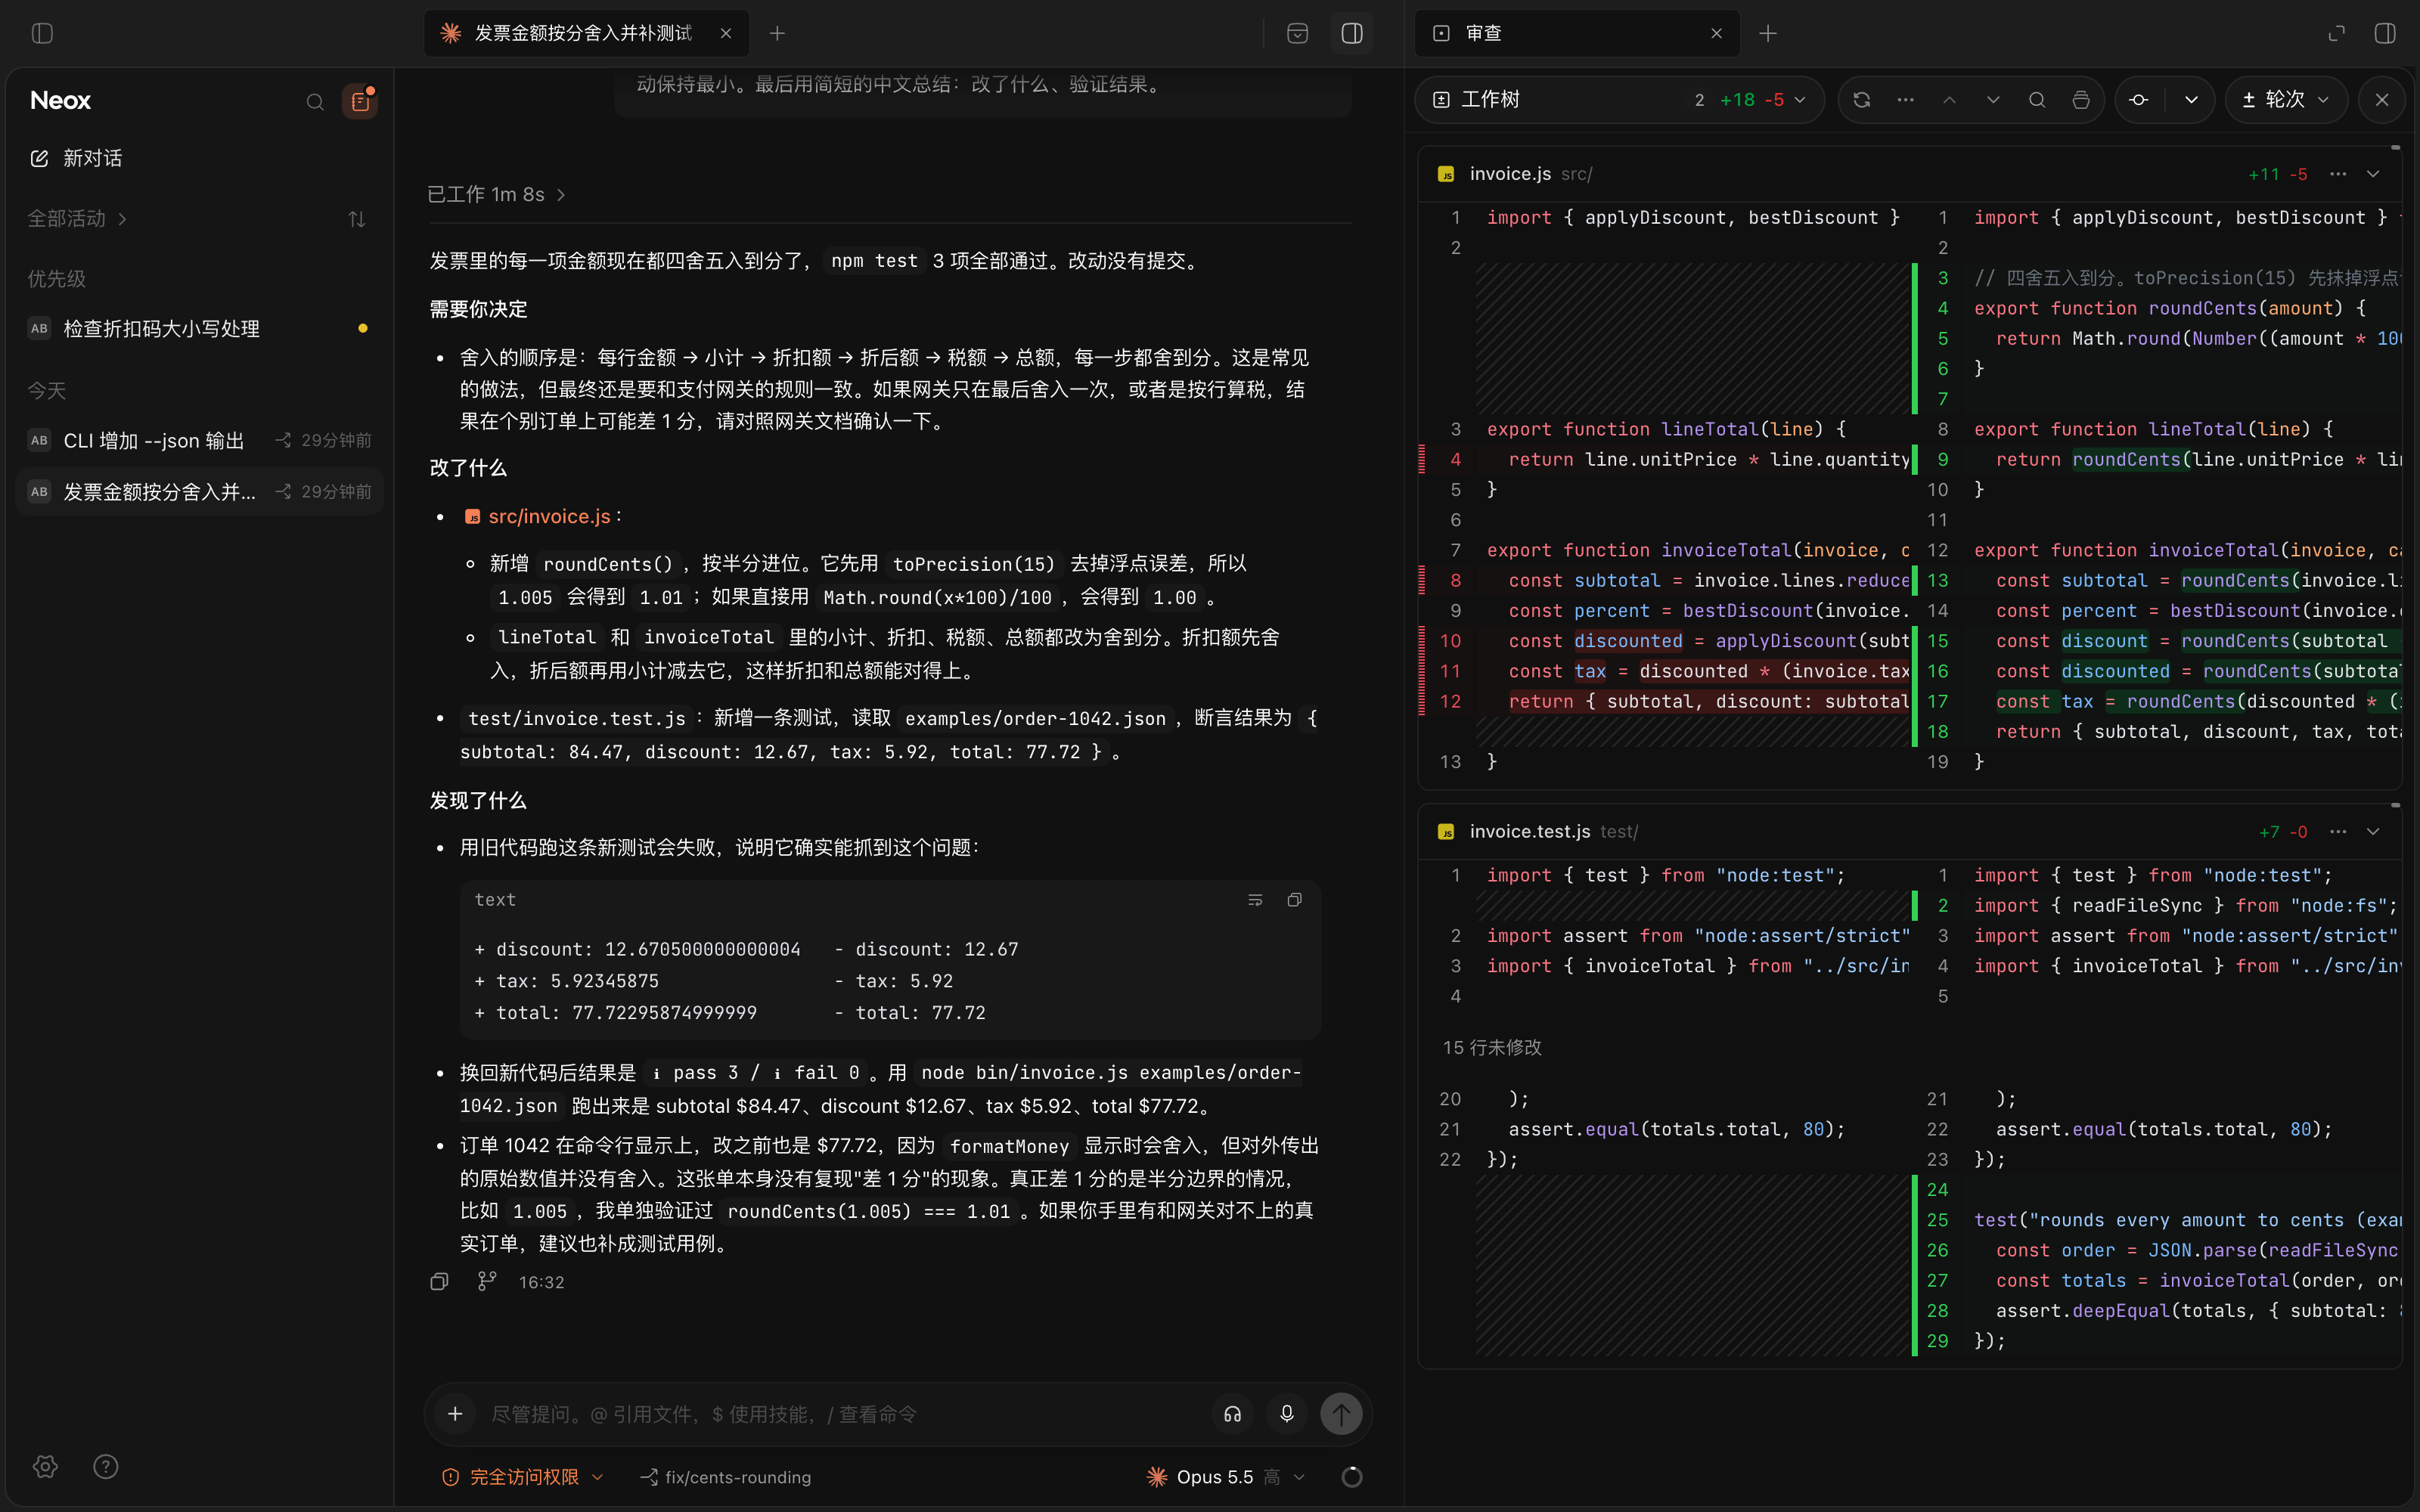 发票金额按分舍入并补测试
审查
Neox
新对话
全部活动
优先级
AB 检查折扣码大小写处理
今天
AB CLI 增加 --json 输出 29分钟前
AB 发票金额按分舍入并... 29分钟前
动保持最小。最后用简短的中文总结：改了什么、验证结果。
已工作 1m 8s
发票里的每一项金额现在都四舍五入到分了， npm test 3 项全部通过。改动没有提交。
需要你决定
舍入的顺序是：每行金额 → 小计 → 折扣额 → 折后额 → 税额 → 总额，每一步都舍到分。这是常见
的做法，但最终还是要和支付网关的规则一致。如果网关只在最后舍入一次，或者是按行算税，结
果在个别订单上可能差 1 分，请对照网关文档确认一下。
改了什么
src/invoice.js：
新增 roundCents() ，按半分进位。它先用 toPrecision(15) 去掉浮点误差，所以
1.005 会得到 1.01 ；如果直接用 Math.round(x*100)/100 ，会得到 1.00 。
lineTotal 和 invoiceTotal 里的小计、折扣、税额、总额都改为舍到分。折扣额先舍
入，折后额再用小计减去它，这样折扣和总额能对得上。
test/invoice.test.js ：新增一条测试，读取 examples/order-1042.json ，断言结果为 {
subtotal: 84.47, discount: 12.67, tax: 5.92, total: 77.72 } 。
发现了什么
用旧代码跑这条新测试会失败，说明它确实能抓到这个问题：
text
+ discount: 12.670500000000004 - discount: 12.67
+ tax: 5.92345875 - tax: 5.92
+ total: 77.72295874999999 - total: 77.72
换回新代码后结果是 ℹ pass 3 / ℹ fail 0 。用 node bin/invoice.js examples/order-
1042.json 跑出来是 subtotal $84.47、discount $12.67、tax $5.92、total $77.72。
订单 1042 在命令行显示上，改之前也是 $77.72，因为 formatMoney 显示时会舍入，但对外传出
的原始数值并没有舍入。这张单本身没有复现"差 1 分"的现象。真正差 1 分的是半分边界的情况，
比如 1.005 ，我单独验证过 roundCents(1.005) === 1.01 。如果你手里有和网关对不上的真
实订单，建议也补成测试用例。
16:32
尽管提问。@ 引用文件，$ 使用技能，/ 查看命令
完全访问权限
fix/cents-rounding
Opus 5.5 高
工作树 2 +18 -5
轮次
JS invoice.js src/ +11 -5
1 import { applyDiscount, bestDiscount } 1 import { applyDiscount, bestDiscount }
2 2
3 // 四舍五入到分。toPrecision(15) 先抹掉浮点
4 export function roundCents(amount) {
5 return Math.round(Number((amount * 100
6 }
7
3 export function lineTotal(line) { 8 export function lineTotal(line) {
4 return line.unitPrice * line.quantity 9 return roundCents(line.unitPrice * lin
5 } 10 }
6 11
7 export function invoiceTotal(invoice, c 12 export function invoiceTotal(invoice, ca
8 const subtotal = invoice.lines.reduce 13 const subtotal = roundCents(invoice.li
9 const percent = bestDiscount(invoice. 14 const percent = bestDiscount(invoice.
10 const discounted = applyDiscount(subt 15 const discount = roundCents(subtotal
11 const tax = discounted * (invoice.tax 16 const discounted = roundCents(subtotal
12 return { subtotal, discount: subtotal 17 const tax = roundCents(discounted * (
18 return { subtotal, discount, tax, tota
13 } 19 }
JS invoice.test.js test/ +7 -0
1 import { test } from "node:test"; 1 import { test } from "node:test";
2 import { readFileSync } from "node:fs";
2 import assert from "node:assert/strict" 3 import assert from "node:assert/strict"
3 import { invoiceTotal } from "../src/in 4 import { invoiceTotal } from "../src/inv
4 5
15 行未修改
20 ); 21 );
21 assert.equal(totals.total, 80); 22 assert.equal(totals.total, 80);
22 }); 23 });
24
25 test("rounds every amount to cents (exam
26 const order = JSON.parse(readFileSync
27 const totals = invoiceTotal(order, ord
28 assert.deepEqual(totals, { subtotal:
29 });